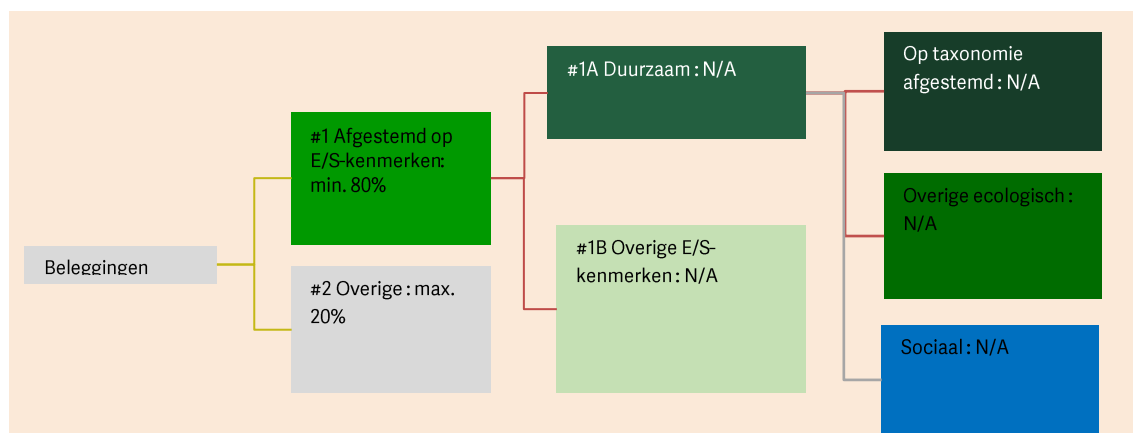 Beleggingen
#1 Afgestemd op
E/S-kenmerken:
min. 80%
#2 Overige : max.
20%
#1A Duurzaam : N/A
#1B Overige E/S-
kenmerken : N/A
Op taxonomie
afgestemd : N/A
Overige ecologisch :
N/A
Sociaal : N/A